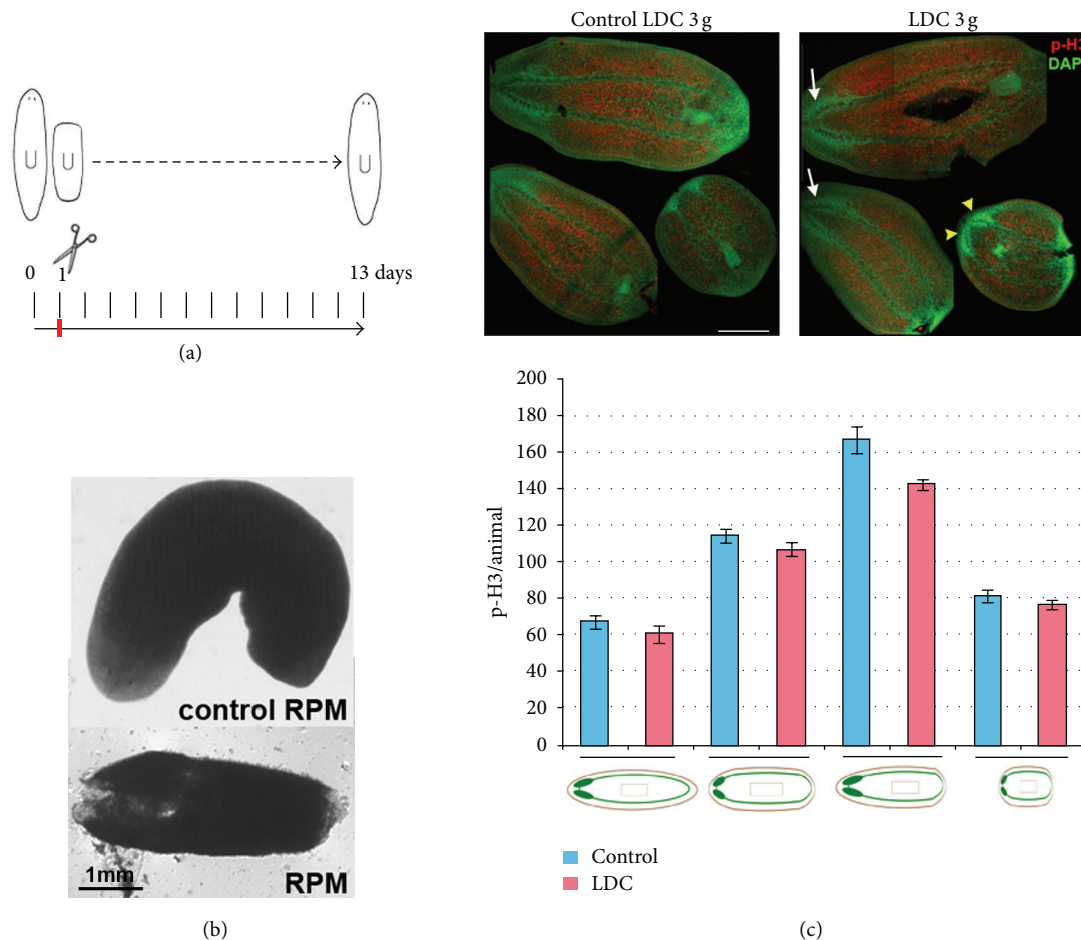 0
1
13 days
(a)
control RPM
1mm
RPM
(b)
Control LDC 3 g
LDC 3 g
p-H3
DAP
200
180
160
140
120
100
80
60
40
20
0
p-H3/animal
Control
LDC
(c)